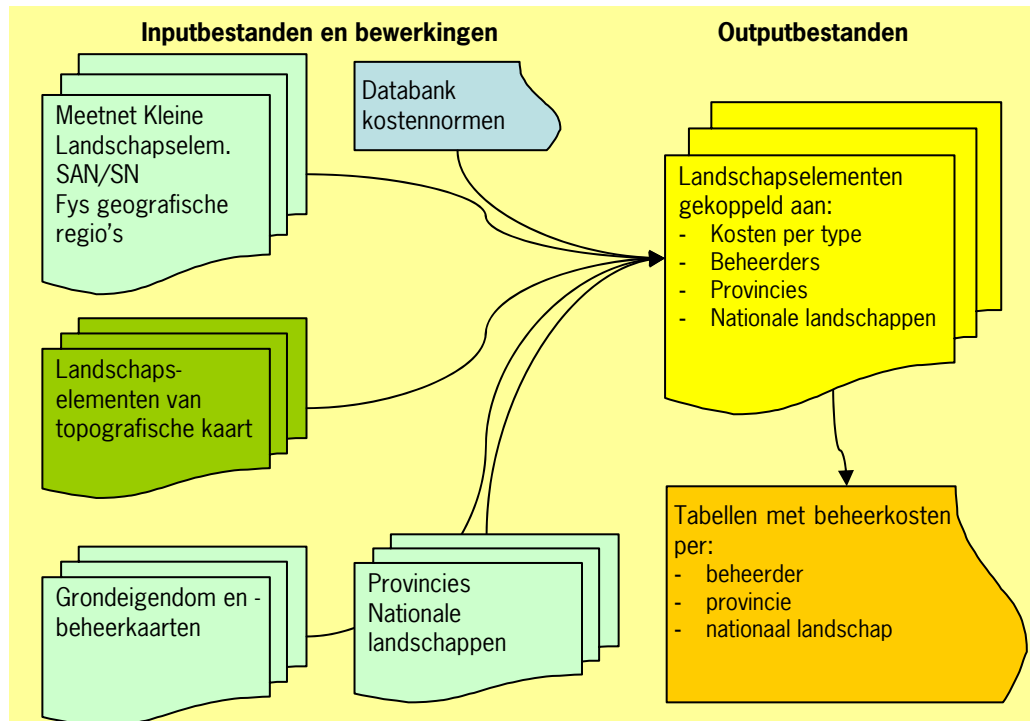 Inputbestanden en bewerkingen
Outputbestanden
Meetnet Kleine
Landschapselem.
SAN/SN
Fys geografische
regio's
Databank
kostennormen
Landschapselementen
gekoppeld aan:
- Kosten per type
- Beheerders
- Provincies
- Nationale landschappen
Landschaps-
elementen van
topografische kaart
Grondeigendom en -
beheerkaarten
Provincies
Nationale
landschappen
Tabellen met beheerkosten
per:
- beheerder
- provincie
- nationaal landschap